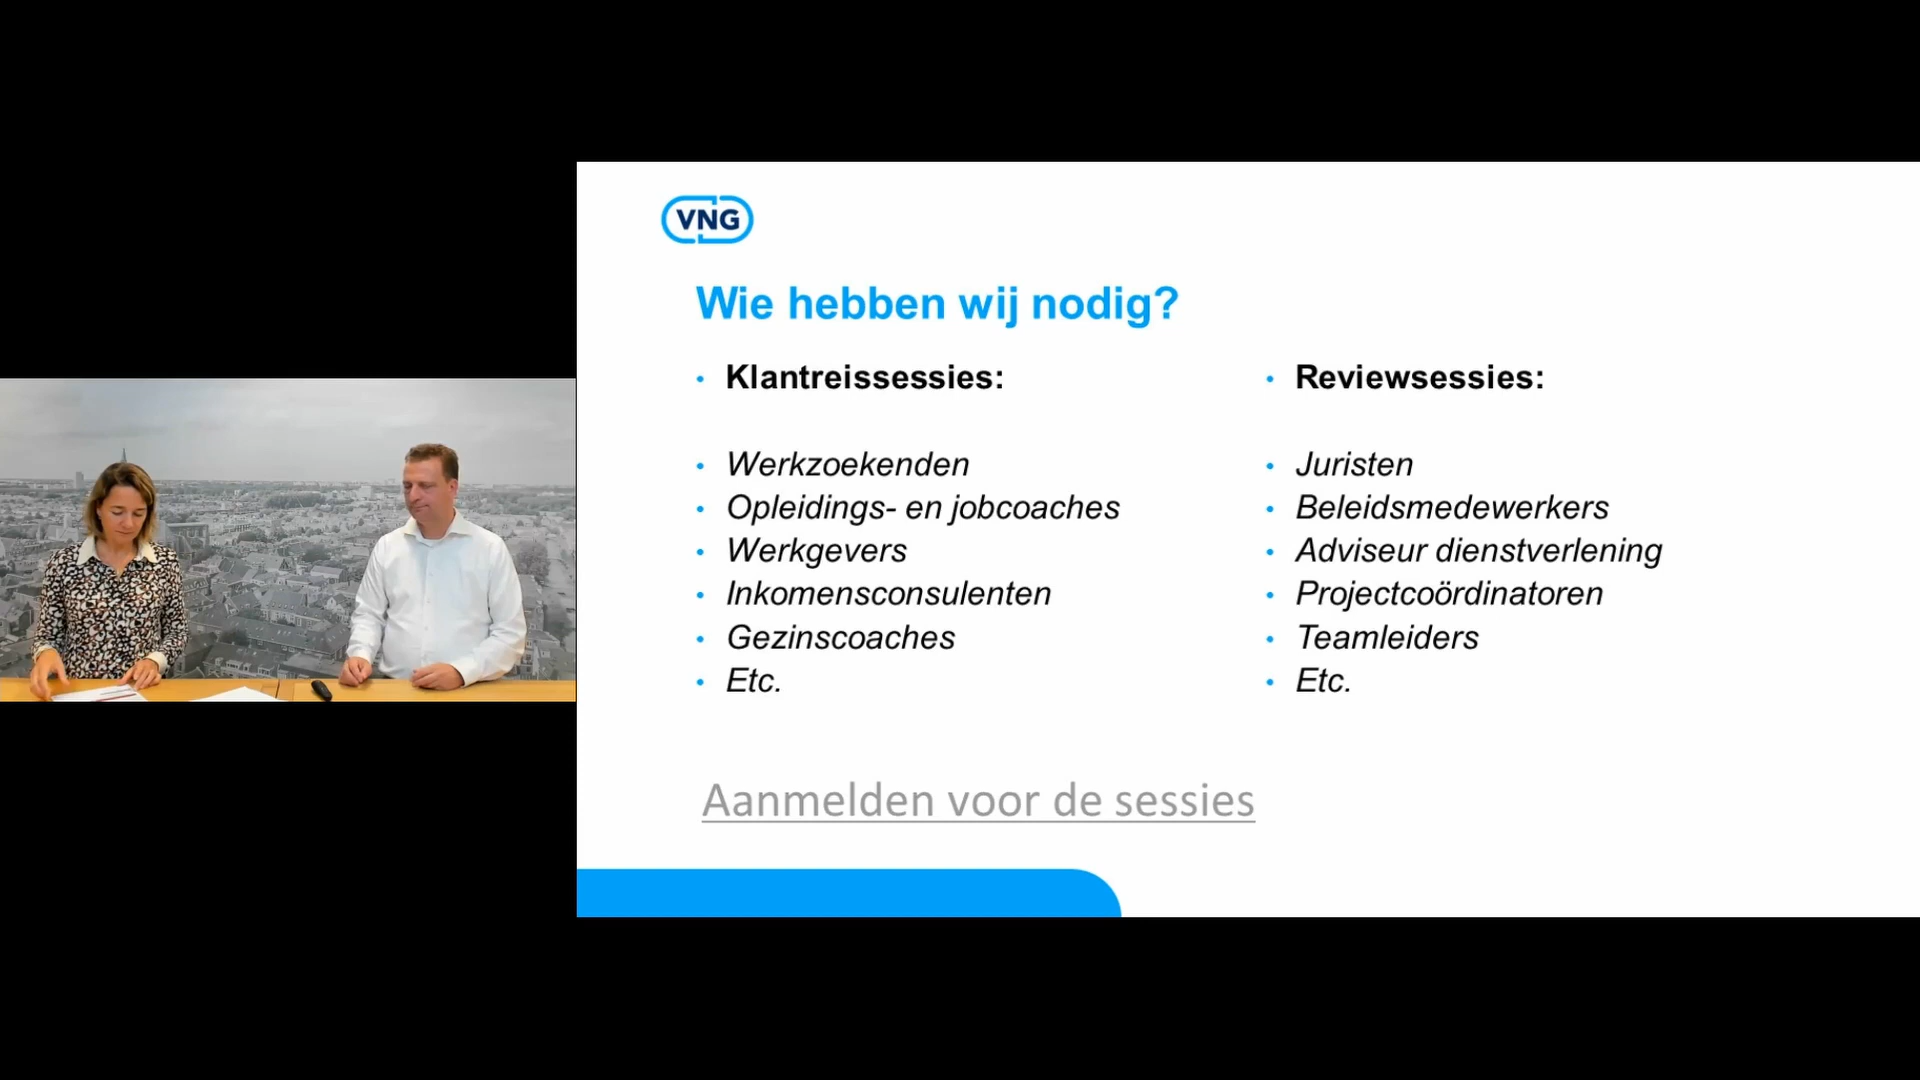 VNG
Wie hebben wij nodig?
• Klantreissessies:
• Werkzoekenden
• Opleidings- en jobcoaches
• Werkgevers
• Inkomensconsulenten
• Gezinscoaches
• Etc.
• Reviewsessies:
• Juristen
• Beleidsmedewerkers
• Adviseur dienstverlening
• Projectcoördinatoren
• Teamleiders
• Etc.
Aanmelden voor de sessies